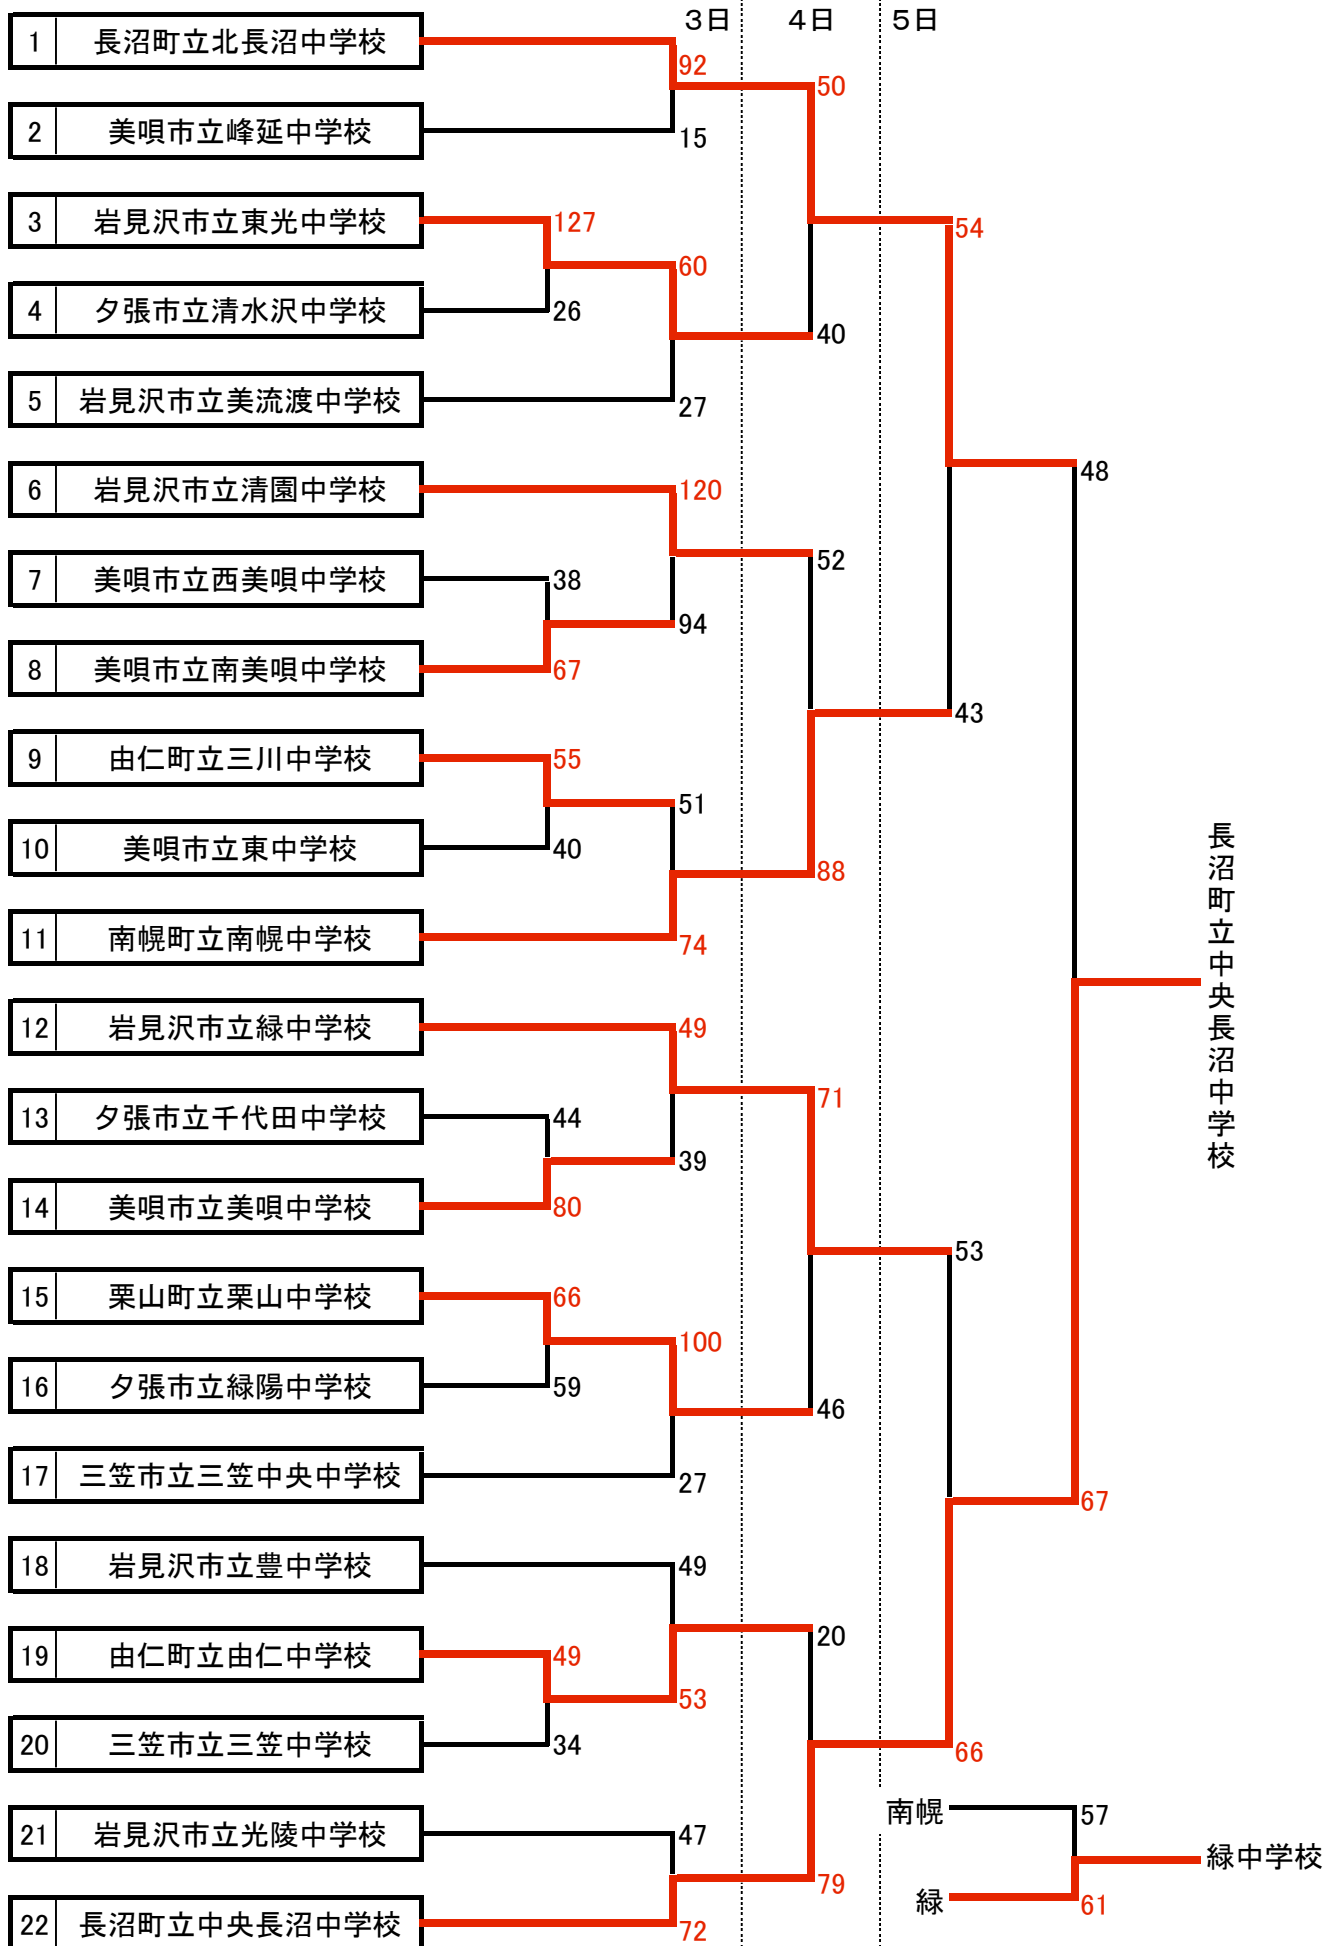 3日 4日 5日
1 長沼町立北長沼中学校
92
50
2 美唄市立峰延中学校
15
3 岩見沢市立東光中学校
127
54
60
4 夕張市立清水沢中学校
26
40
5 岩見沢市立美流渡中学校
27
48
6 岩見沢市立清園中学校
120
52
7 美唄市立西美唄中学校
38
94
8 美唄市立南美唄中学校
67
43
9 由仁町立三川中学校
55
51
10 美唄市立東中学校
40
88
11 南幌町立南幌中学校
74
長沼町立中央長沼中学校
12 岩見沢市立緑中学校
49
71
13 夕張市立千代田中学校
44
39
14 美唄市立美唄中学校
80
53
15 栗山町立栗山中学校
66
100
16 夕張市立緑陽中学校
59
46
17 三笠市立三笠中央中学校
27
67
18 岩見沢市立豊中学校
49
20
19 由仁町立由仁中学校
49
53
20 三笠市立三笠中学校
34
66
南幌 57
21 岩見沢市立光陵中学校
47
緑中学校
79
緑 61
22 長沼町立中央長沼中学校
72